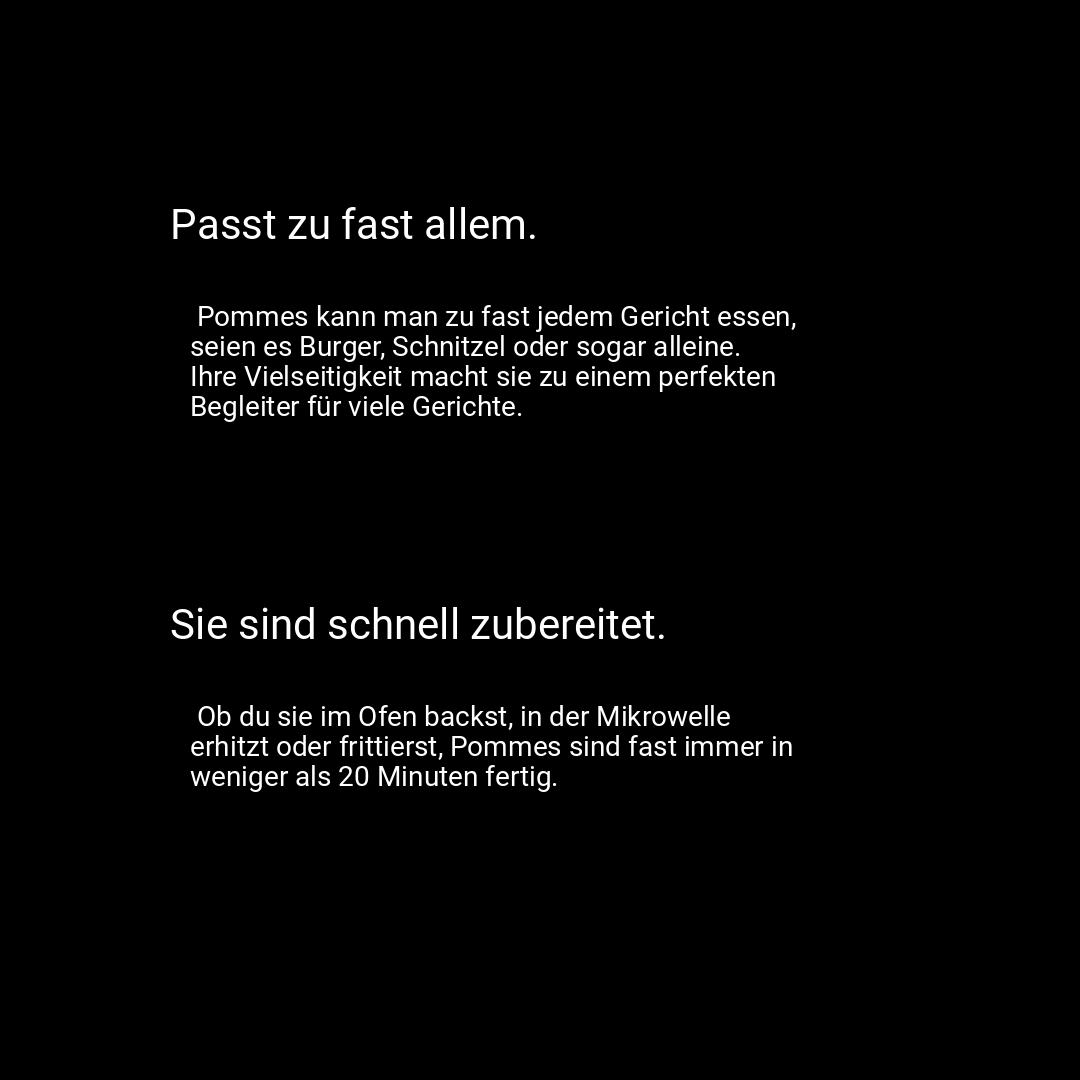 Passt zu fast allem.
Pommes kann man zu fast jedem Gericht essen,
seien es Burger, Schnitzel oder sogar alleine.
Ihre Vielseitigkeit macht sie zu einem perfekten
Begleiter für viele Gerichte.
Sie sind schnell zubereitet.
Ob du sie im Ofen backst, in der Mikrowelle
erhitzt oder frittierst, Pommes sind fast immer in
weniger als 20 Minuten fertig.